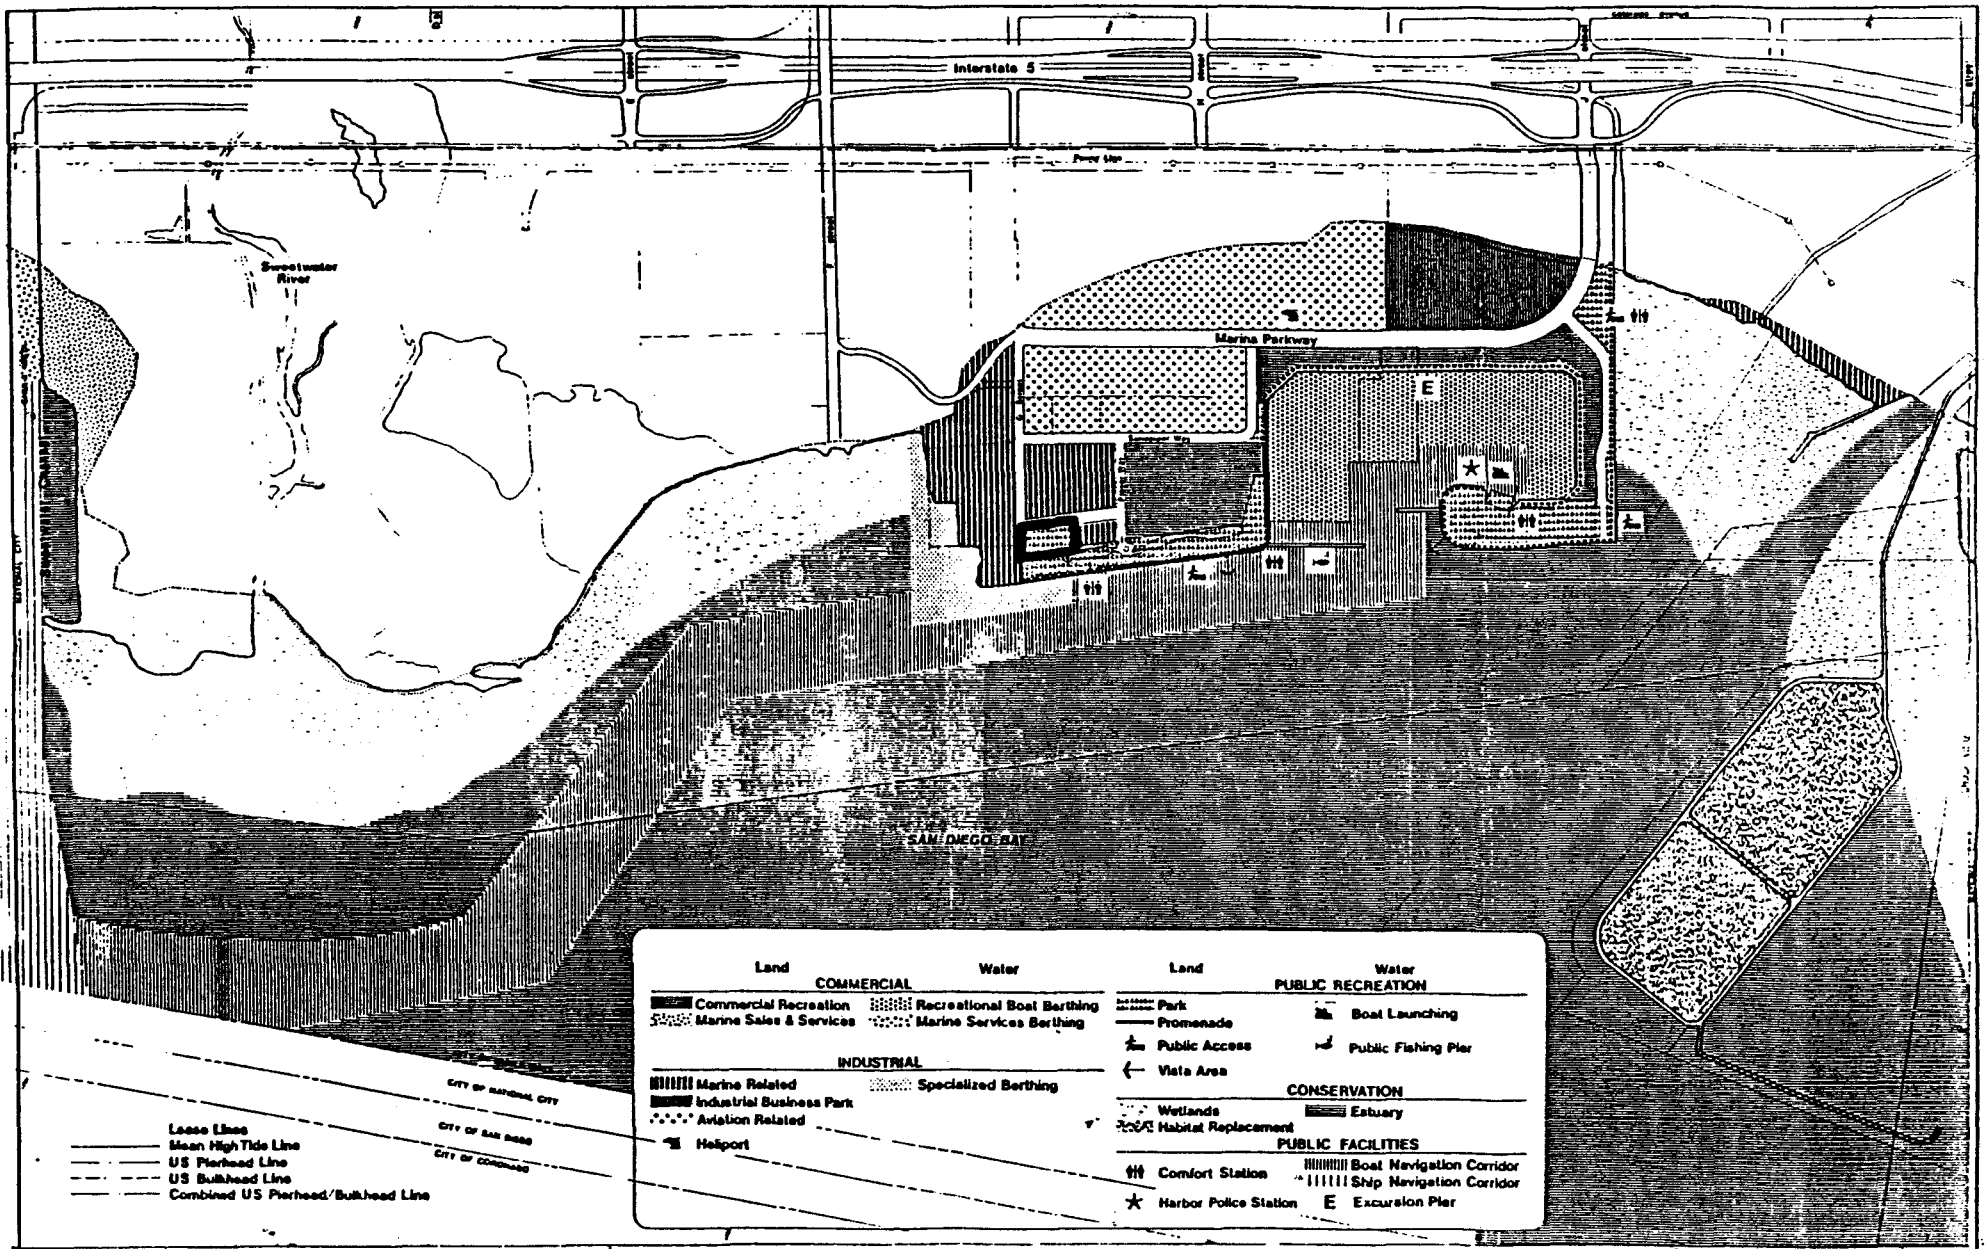 Interstate 5
Power Line
Sweetwater
River
Marina Parkway
E
SAN DIEGO BAY
CITY OF NATIONAL CITY
CITY OF SAN DIEGO
CITY OF CORONADO
Lease Lines
Mean High Tide Line
US Pierhead Line
US Bulkhead Line
Combined US Pierhead/Bulkhead Line
Land Water
COMMERCIAL
Commercial Recreation Recreational Boat Berthing
Marine Sales & Services Marine Services Berthing
INDUSTRIAL
Marine Related Specialized Berthing
Industrial Business Park
Aviation Related
Heliport
Land Water
PUBLIC RECREATION
Park
Boat Launching
Promenade
Public Access Public Fishing Pier
Vista Area
CONSERVATION
Wetlands Estuary
Habitat Replacement
PUBLIC FACILITIES
Comfort Station Boat Navigation Corridor
Ship Navigation Corridor
Harbor Police Station E Excursion Pier